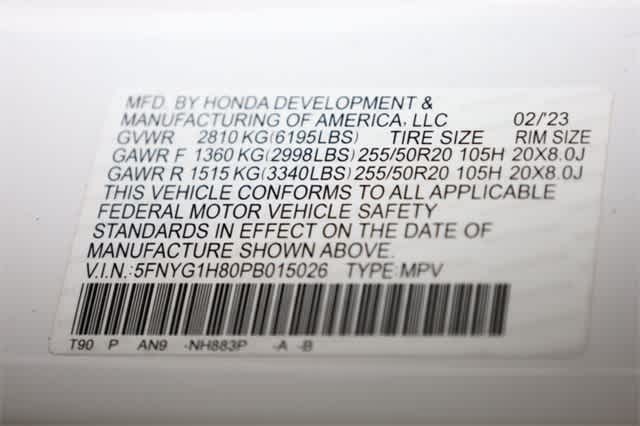 MFD. BY HONDA DEVELOPMENT &
MANUFACTURING OF AMERICA, LLC 02/'23
GVWR 2810 KG(6195LBS) TIRE SIZE RIM SIZE
GAWR F 1360 KG(2998LBS) 255/50R20 105H 20X8.0J
GAWR R 1515 KG(3340LBS) 255/50R20 105H 20X8.0J
THIS VEHICLE CONFORMS TO ALL APPLICABLE
FEDERAL MOTOR VEHICLE SAFETY
STANDARDS IN EFFECT ON THE DATE OF
MANUFACTURE SHOWN ABOVE.
V.I.N.:5FNYG1H80PB015026 TYPE:MPV
T90 P AN9 -NH883P -A -B